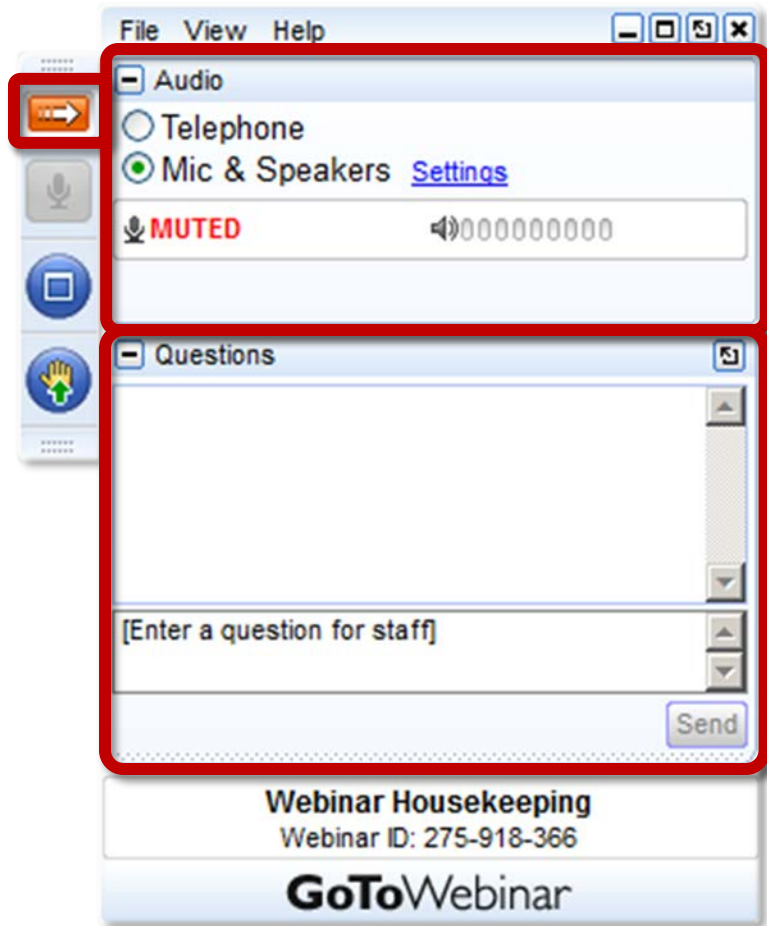 File View Help
Audio
Telephone
Mic & Speakers Settings
MUTED 000000000
Questions
[Enter a question for staff]
Send
Webinar Housekeeping
Webinar ID: 275-918-366
GoToWebinar